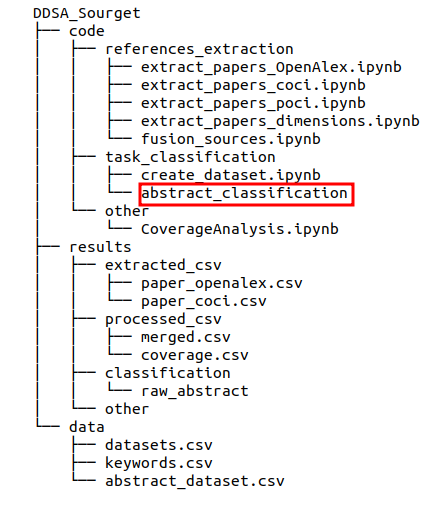 DDSA_Sourget
├── code
│   ├── references_extraction
│   │   ├── extract_papers_OpenAlex.ipynb
│   │   ├── extract_papers_coci.ipynb
│   │   ├── extract_papers_poci.ipynb
│   │   ├── extract_papers_dimensions.ipynb
│   │   └── fusion_sources.ipynb
│   ├── task_classification
│   │   ├── create_dataset.ipynb
│   │   └── abstract_classification
│   └── other
│       └── CoverageAnalysis.ipynb
├── results
│   ├── extracted_csv
│   │   ├── paper_openalex.csv
│   │   └── paper_coci.csv
│   ├── processed_csv
│   │   ├── merged.csv
│   │   └── coverage.csv
│   ├── classification
│   │   └── raw_abstract
│   └── other
└── data
    ├── datasets.csv
    ├── keywords.csv
    └── abstract_dataset.csv